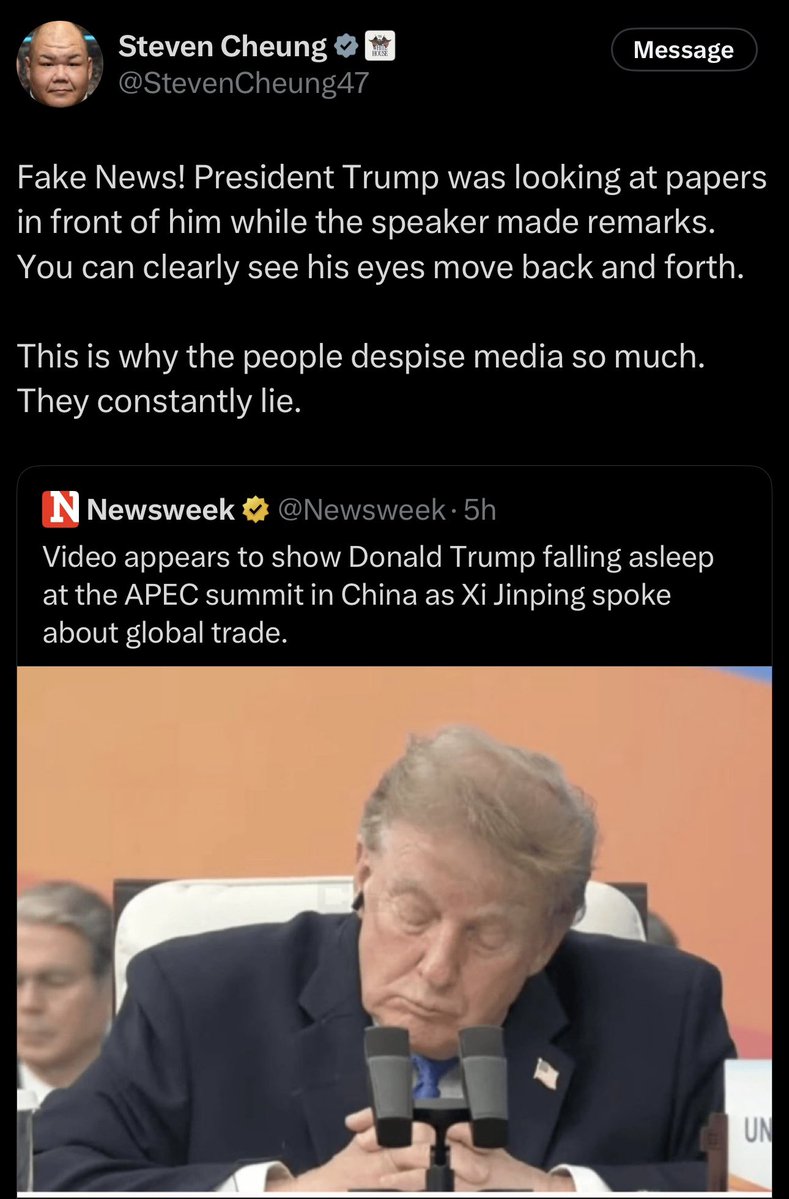 Steven Cheung
HOUSE
Message
@StevenCheung47
Fake News! President Trump was looking at papers
in front of him while the speaker made remarks.
You can clearly see his eyes move back and forth.
This is why the people despise media so much.
They constantly lie.
N Newsweek @Newsweek · 5h
Video appears to show Donald Trump falling asleep
at the APEC summit in China as Xi Jinping spoke
about global trade.
UN